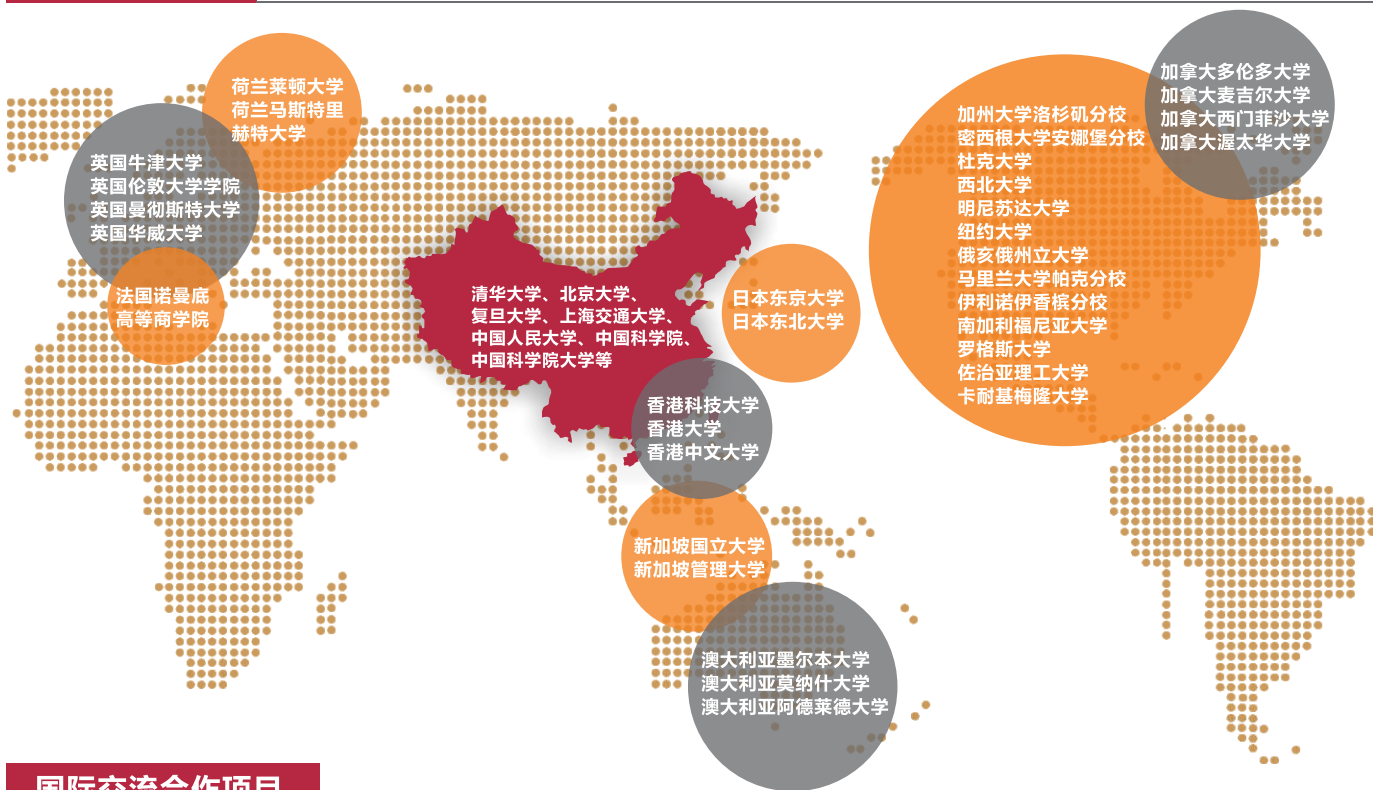 荷兰莱顿大学
荷兰马斯特里
赫特大学
英国牛津大学
英国伦敦大学学院
英国曼彻斯特大学
英国华威大学
法国诺曼底
高等商学院
清华大学、北京大学、
复旦大学、上海交通大学、
中国人民大学、中国科学院、
中国科学院大学等
日本东京大学
日本东北大学
香港科技大学
香港大学
香港中文大学
新加坡国立大学
新加坡管理大学
澳大利亚墨尔本大学
澳大利亚莫纳什大学
澳大利亚阿德莱德大学
加州大学洛杉矶分校
密西根大学安娜堡分校
杜克大学
西北大学
明尼苏达大学
纽约大学
俄亥俄州立大学
马里兰大学帕克分校
伊利诺伊香槟分校
南加利福尼亚大学
罗格斯大学
佐治亚理工大学
卡耐基梅隆大学
加拿大多伦多大学
加拿大麦吉尔大学
加拿大西门菲沙大学
加拿大渥太华大学
国际交流合作项目